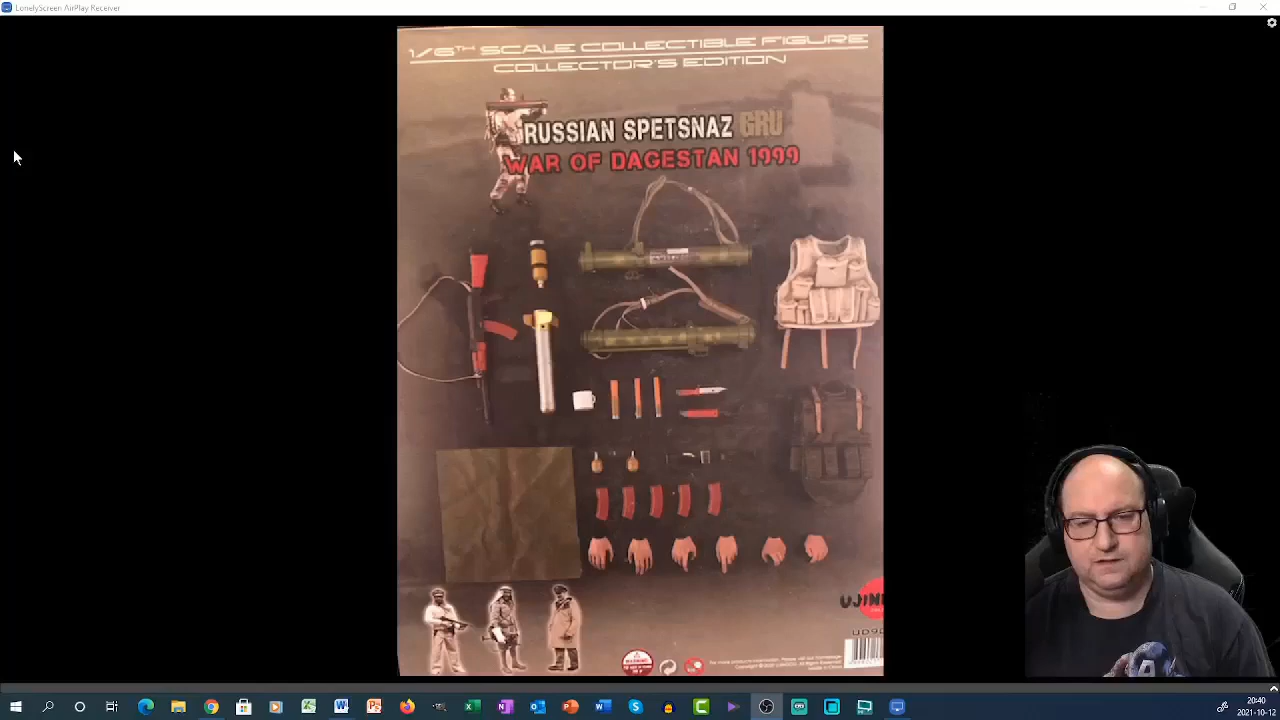 LonelyScreen AirPlay Receiver
1/6TH SCALE COLLECTIBLE FIGURE
COLLECTOR'S EDITION
RUSSIAN SPETSNAZ GRU
WAR OF DAGESTAN 1999
20:40
2021-10-12